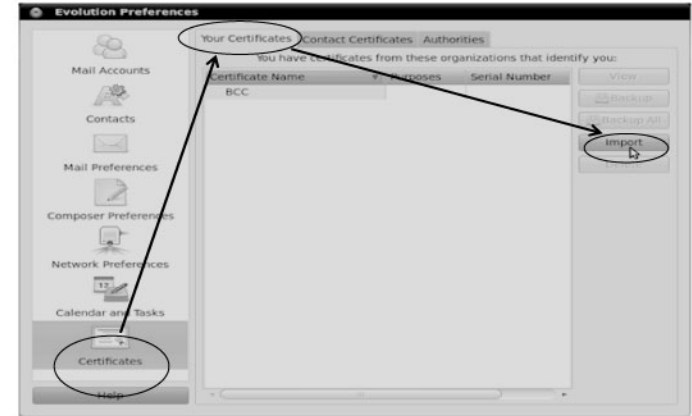 Evolution Preferences
Your Certificates Contact Certificates Authorities
You have certificates from these organizations that identify you:
Certificate Name Purposes Serial Number
BCC
View
Backup
Backup All
Import
Delete
Mail Accounts
Contacts
Mail Preferences
Composer Preferences
Network Preferences
12
Calendar and Tasks
Certificates
Help